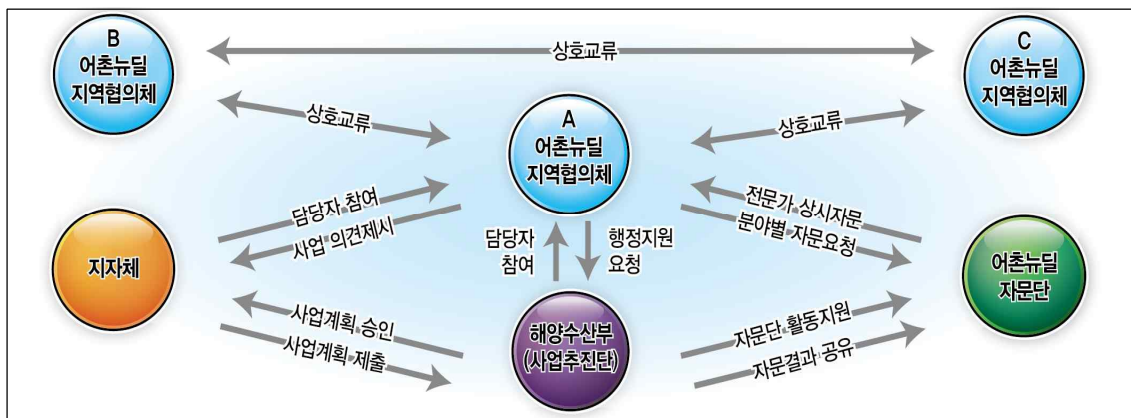 B
어촌뉴딜
지역협의체
상호교류
C
어촌뉴딜
지역협의체
상호교류
A
어촌뉴딜
지역협의체
상호교류
담당자 참여
사업 의견제시
담당자
참여
행정지원
요청
전문가 상시자문
분야별 자문요청
지자체
어촌뉴딜
자문단
사업계획 승인
사업계획 제출
해양수산부
(사업추진단)
자문단 활동지원
자문결과 공유